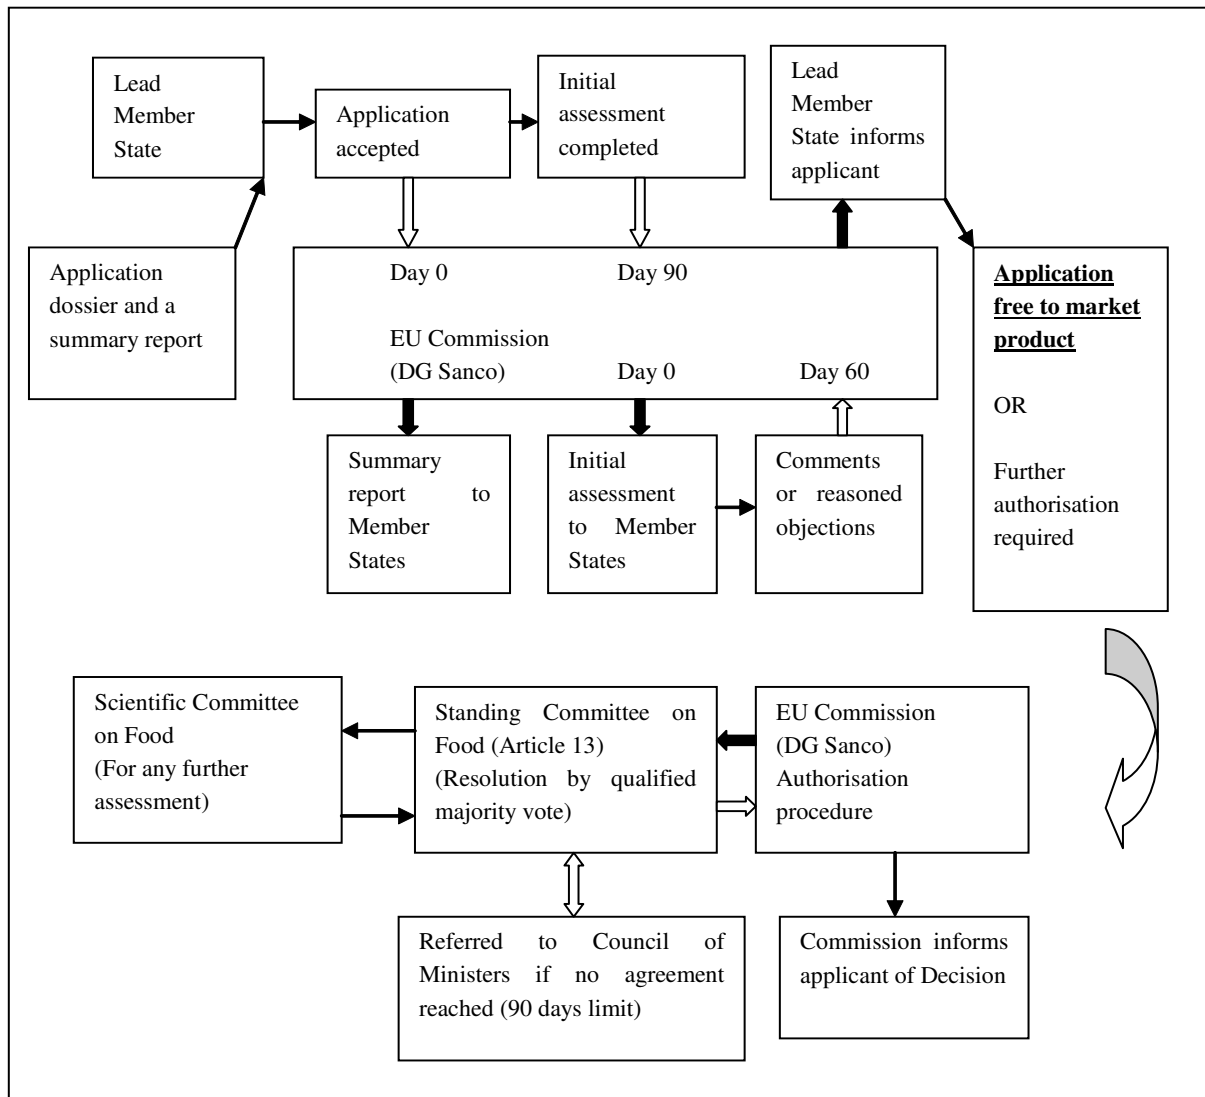 Lead
Member
State
Application
accepted
Initial
assessment
completed
Lead
Member
State informs
applicant
Application
dossier and a
summary report
Day 0
Day 90
EU Commission
(DG Sanco)
Day 0
Day 60
Application
free to market
product
OR
Further
authorisation
required
Summary
report to
Member
States
Initial
assessment
to Member
States
Comments
or reasoned
objections
Scientific Committee
on Food
(For any further
assessment)
Standing Committee on
Food (Article 13)
(Resolution by qualified
majority vote)
EU Commission
(DG Sanco)
Authorisation
procedure
Referred to Council of
Ministers if no agreement
reached (90 days limit)
Commission informs
applicant of Decision